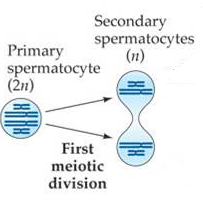 Secondary
spermatocytes
(n)
Primary
spermatocyte
(2n)
First
meiotic
division